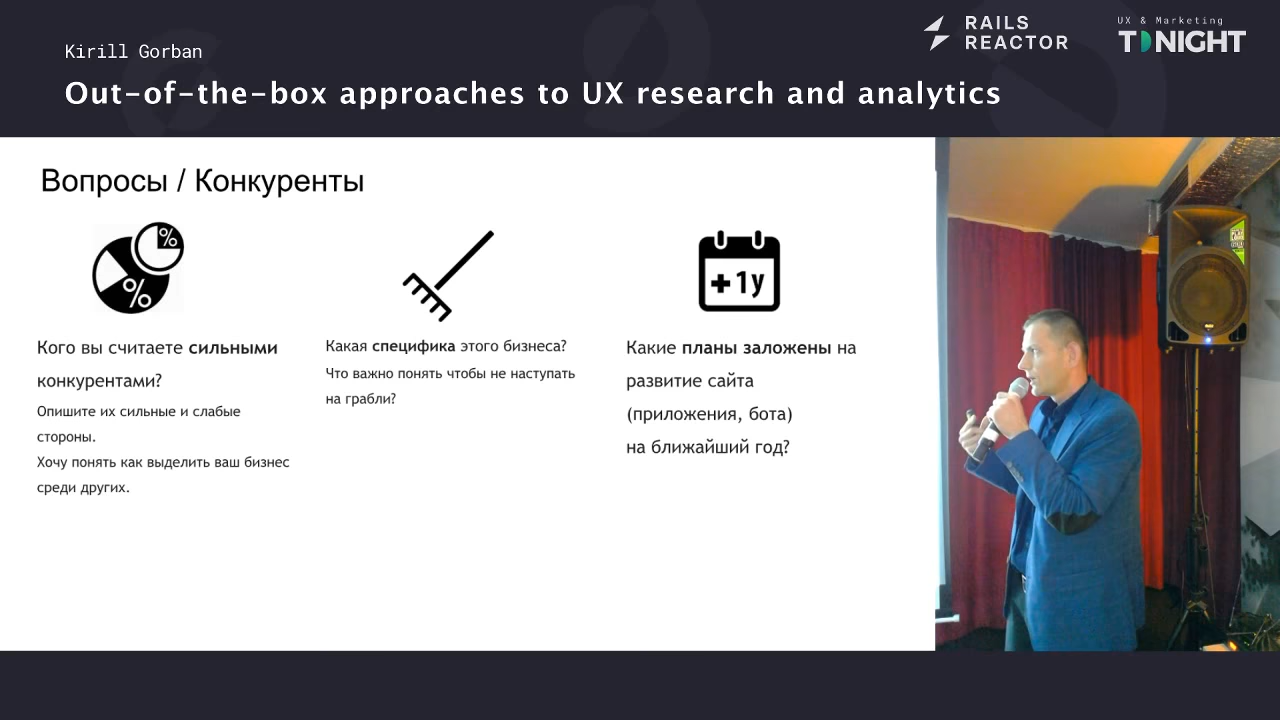 Kirill Gorban
Out-of-the-box approaches to UX research and analytics
RAILS
REACTOR
UX & Marketing
TONIGHT
Вопросы / Конкуренты
%
%
+1y
Кого вы считаете сильными
конкурентами?
Опишите их сильные и слабые
стороны.
Хочу понять как выделить ваш бизнес
среди других.
Какая специфика этого бизнеса?
Что важно понять чтобы не наступать
на грабли?
Какие планы заложены на
развитие сайта
(приложения, бота)
на ближайший год?